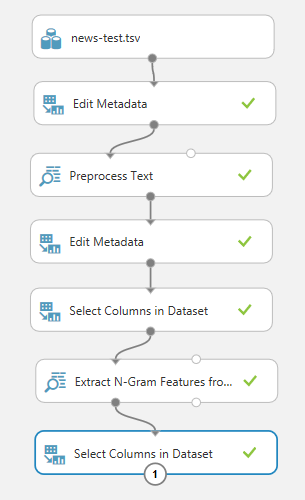 news-test.tsv
Edit Metadata
Preprocess Text
Edit Metadata
Select Columns in Dataset
Extract N-Gram Features fro...
Select Columns in Dataset
1